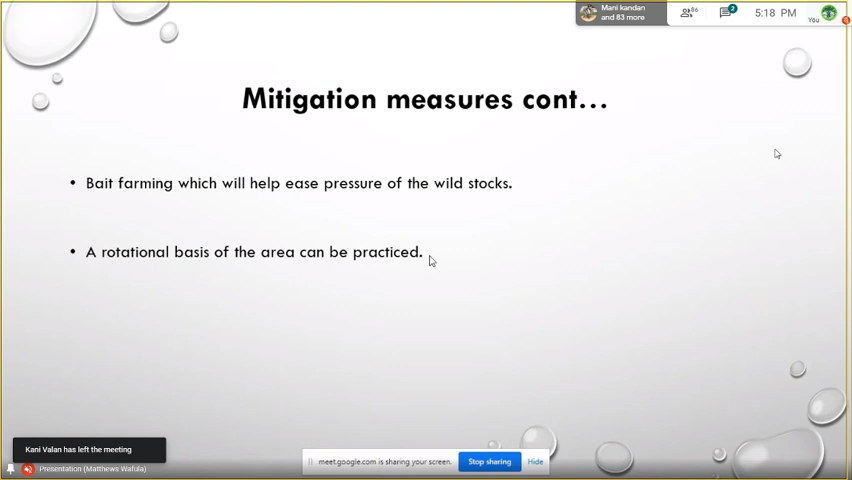 Mani kandan
and 83 more
86
2
5:18 PM
You
Mitigation measures cont...
• Bait farming which will help ease pressure of the wild stocks.
• A rotational basis of the area can be practiced.
Kani Valan has left the meeting
Presentation (Matthews Wafula)
meet.google.com is sharing your screen.
Stop sharing
Hide